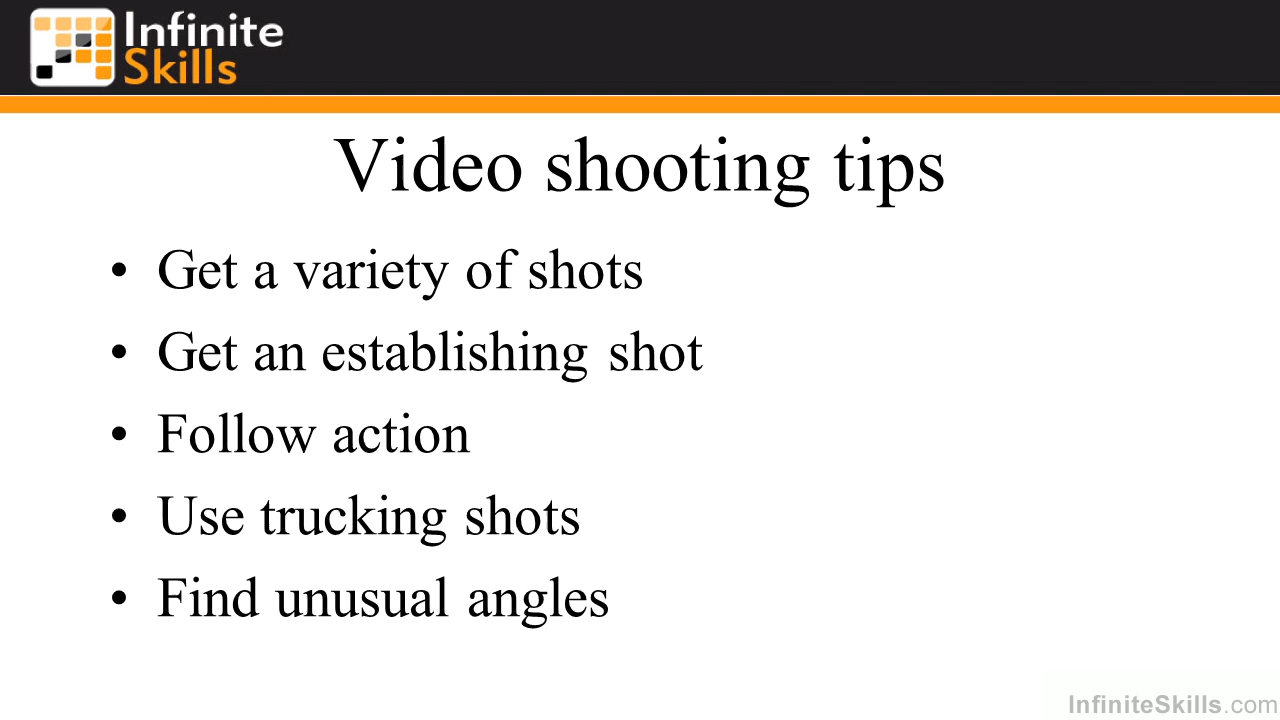 Infinite
Skills
Video shooting tips
• Get a variety of shots
• Get an establishing shot
• Follow action
• Use trucking shots
• Find unusual angles
InfiniteSkills.com